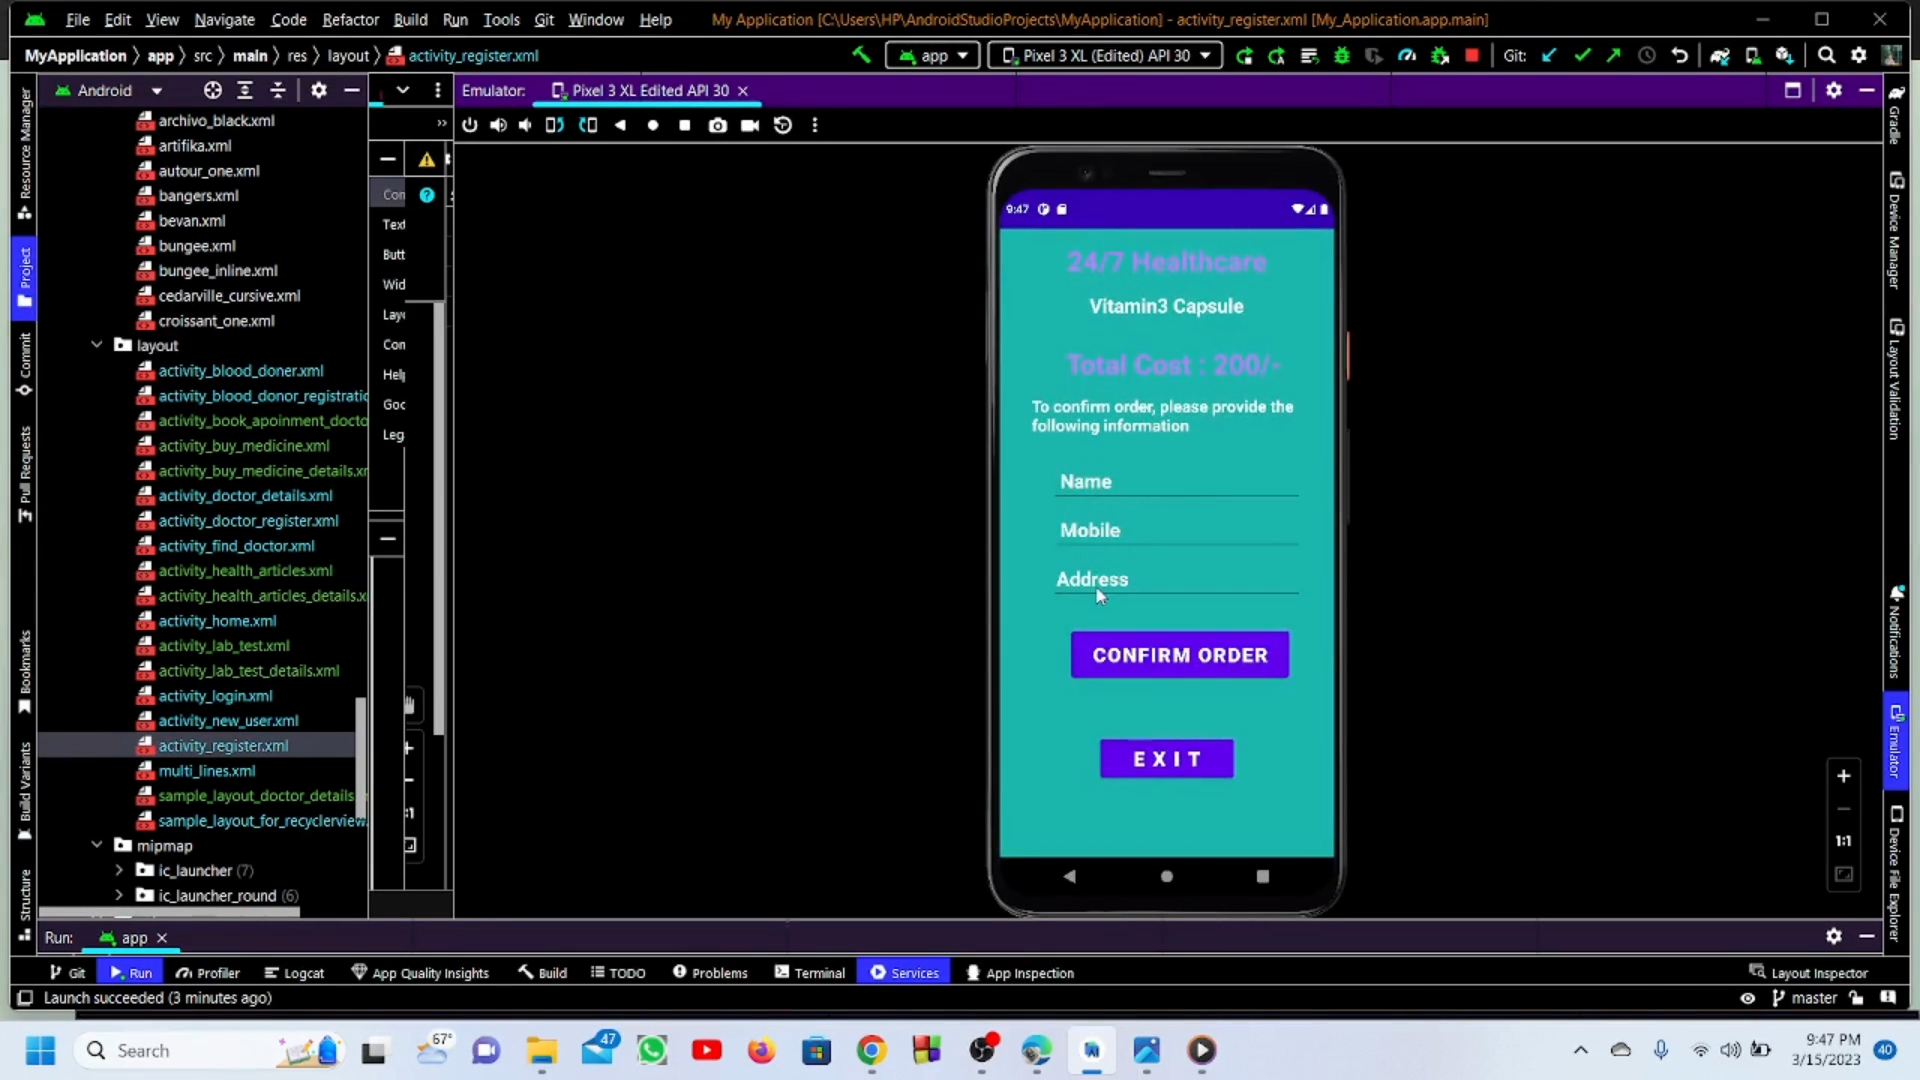 File Edit View Navigate Code Refactor Build Run Tools Git Window Help My Application [C:\Users\HP\AndroidStudioProjects\MyApplication] - activity_register.xml [My_Application.app.main]
MyApplication app src main res layout activity_register.xml app Pixel 3 XL (Edited) API 30 Git:
Android Emulator: Pixel 3 XL Edited API 30
Resource Manager
Project
Commit
Pull Requests
Bookmarks
Build Variants
Structure
archivo_black.xml
artifika.xml
autour_one.xml
bangers.xml
bevan.xml
bungee.xml
bungee_inline.xml
cedarville_cursive.xml
croissant_one.xml
layout
activity_blood_doner.xml
activity_blood_donor_registratic
activity_book_apoinment_docto
activity_buy_medicine.xml
activity_buy_medicine_details.xr
activity_doctor_details.xml
activity_doctor_register.xml
activity_find_doctor.xml
activity_health_articles.xml
activity_health_articles_details.x
activity_home.xml
activity_lab_test.xml
activity_lab_test_details.xml
activity_login.xml
activity_new_user.xml
activity_register.xml
multi_lines.xml
sample_layout_doctor_details
sample_layout_for_recyclerview.
mipmap
ic_launcher (7)
ic_launcher_round (6)
Con
Text
Butt
Wid
Layo
Con
Help
Goo
Leg
9:47
24/7 Healthcare
Vitamin3 Capsule
Total Cost : 200/-
To confirm order, please provide the
following information
Name
Mobile
Address
CONFIRM ORDER
EXIT
1:1
Gradle
Device Manager
Layout Validation
Notifications
Emulator
Device File Explorer
Run: app
Git Run Profiler Logcat App Quality Insights Build TODO Problems Terminal Services App Inspection Layout Inspector
Launch succeeded (3 minutes ago) master
Search 67° 47 9:47 PM
3/15/2023 40